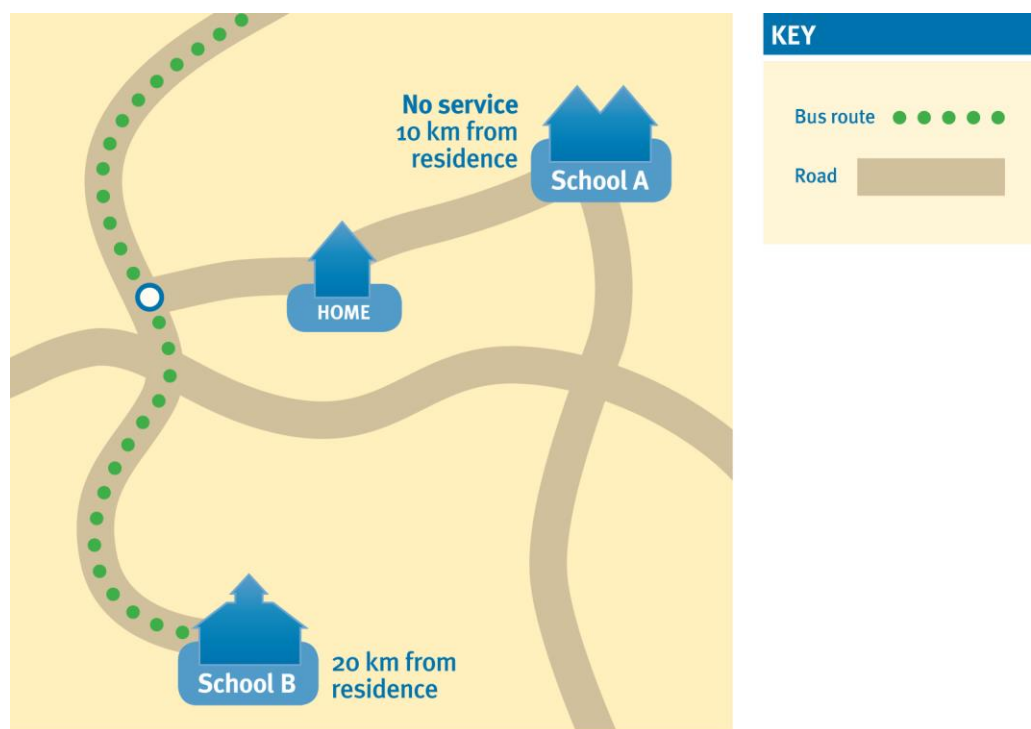 No service
10 km from
residence
School A
HOME
School B
20 km from
residence
KEY
Bus route
Road